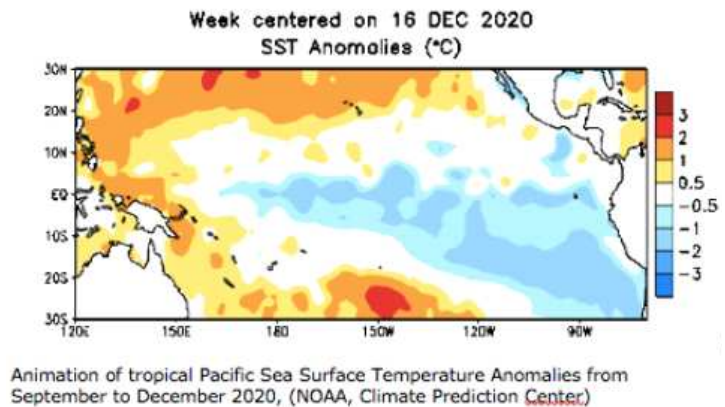 Week centered on 16 DEC 2020
SST Anomalies (°C)
30N
20N
10N
EQ
10S
20S
30S
120E 150E 180 150W 120W 90W
3
2
1
0.5
-0.5
-1
-2
-3
Animation of tropical Pacific Sea Surface Temperature Anomalies from
September to December 2020, (NOAA, Climate Prediction Center)